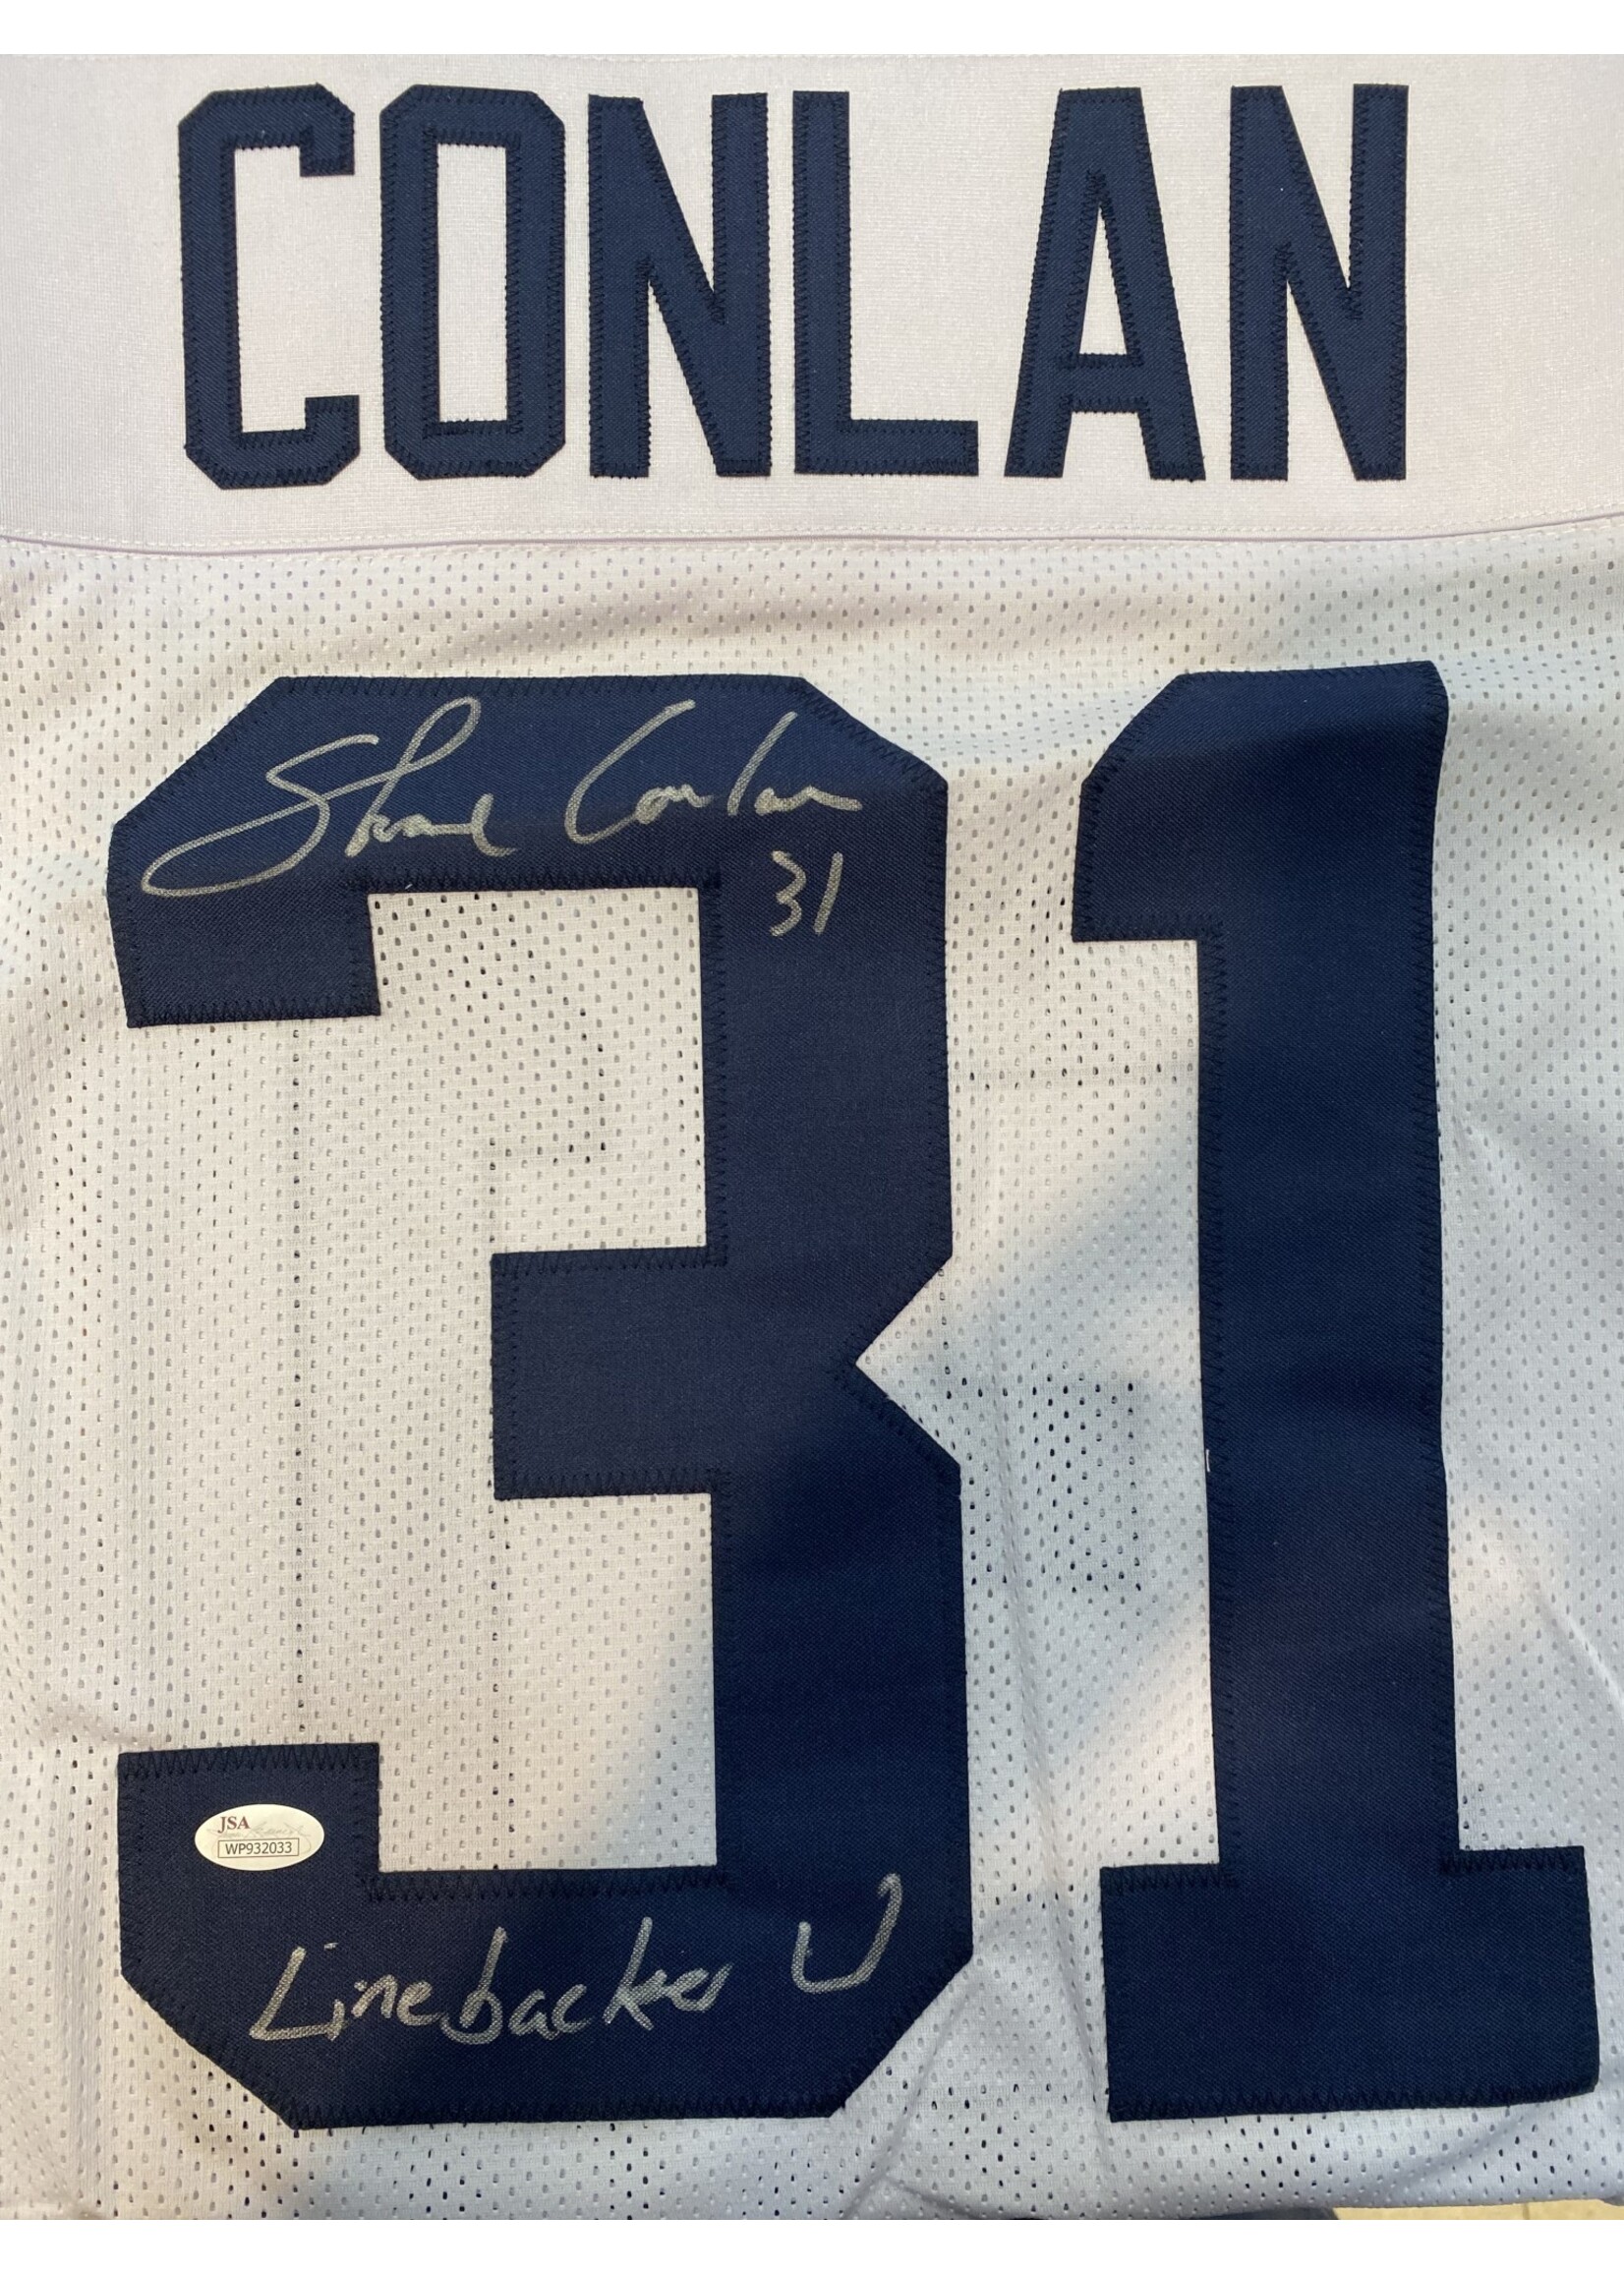 CONLAN
Shane Conlan
31
31
JSA
WP932033
Linebacker U